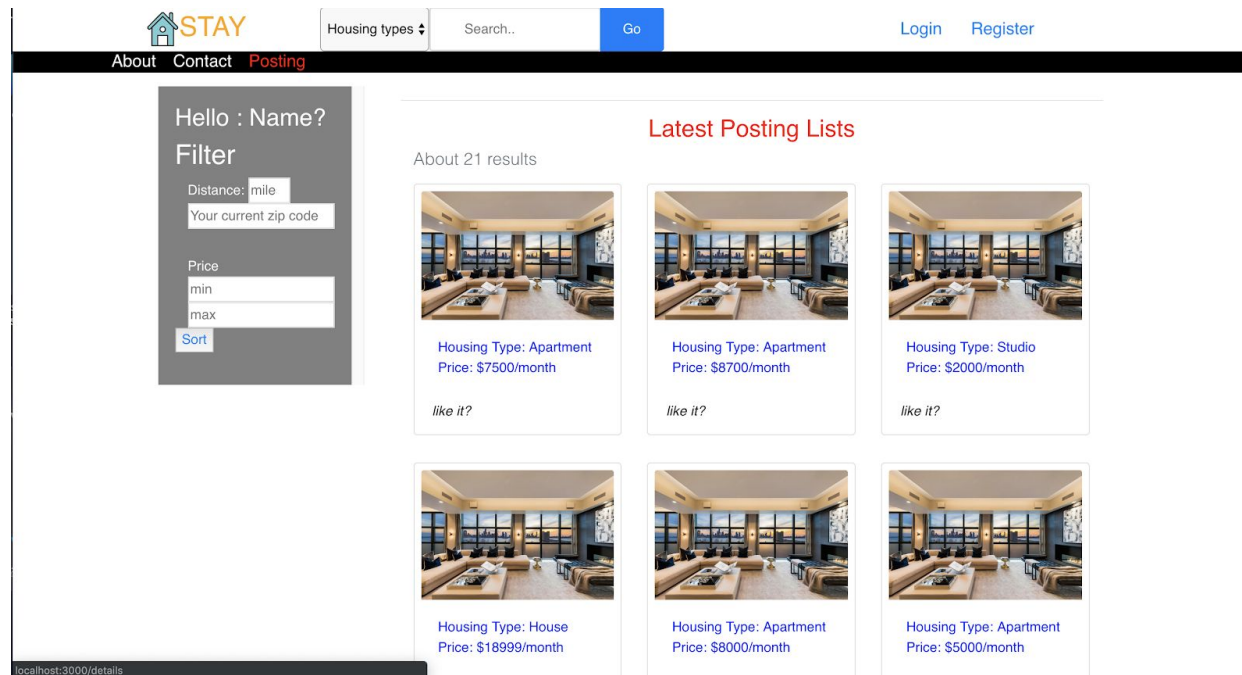 STAY
Housing types
Search..
Go
Login
Register
About Contact Posting
Hello : Name?
Filter
Distance: mile
Your current zip code
Price
min
max
Sort
Latest Posting Lists
About 21 results
Housing Type: Apartment
Price: $7500/month
like it?
Housing Type: Apartment
Price: $8700/month
like it?
Housing Type: Studio
Price: $2000/month
like it?
Housing Type: House
Price: $18999/month
Housing Type: Apartment
Price: $8000/month
Housing Type: Apartment
Price: $5000/month
localhost:3000/details